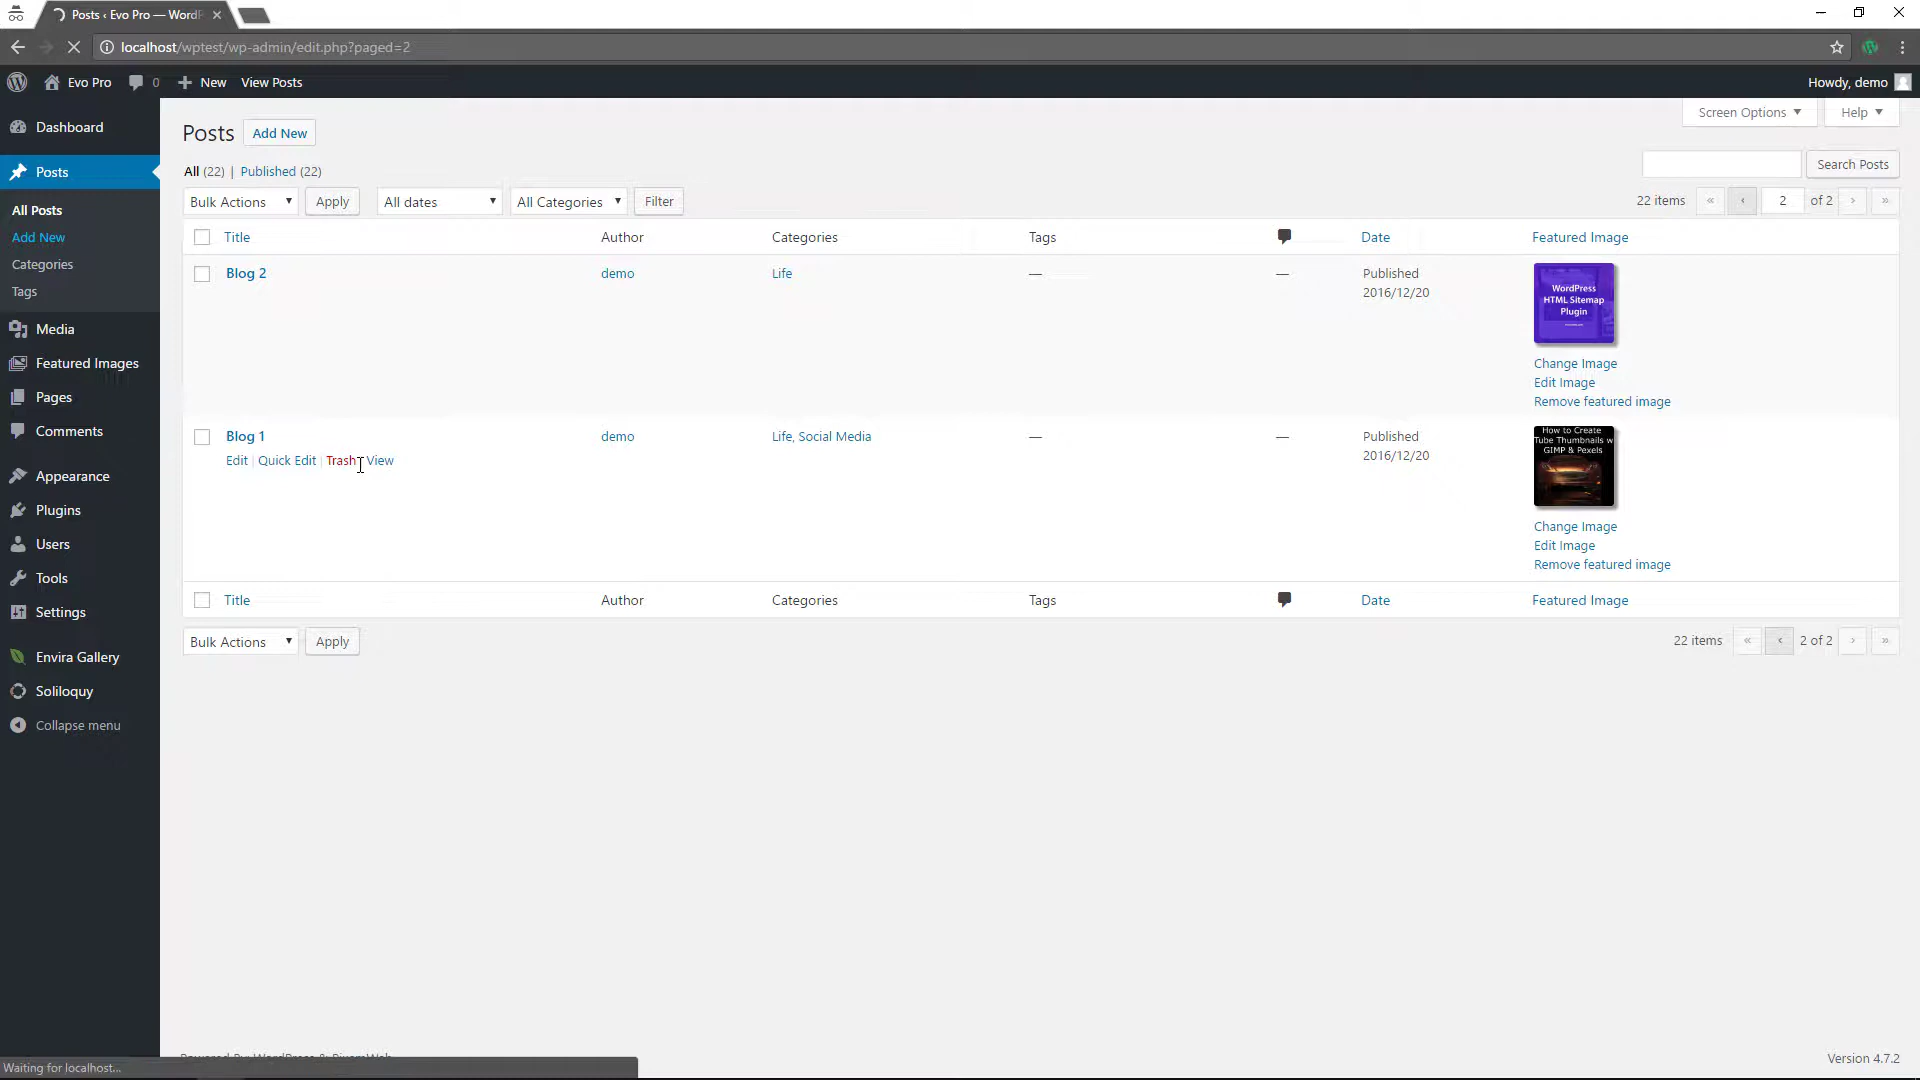 Posts ‹ Evo Pro — WordP
localhost/wptest/wp-admin/edit.php?paged=2
Evo Pro 0 New View Posts Howdy, demo
Dashboard
Posts
All Posts
Add New
Categories
Tags
Media
Featured Images
Pages
Comments
Appearance
Plugins
Users
Tools
Settings
Envira Gallery
Soliloquy
Collapse menu
Screen Options Help
Posts Add New
All (22) | Published (22)
Search Posts
Bulk Actions Apply All dates All Categories Filter 22 items « ‹ 2 of 2 › »
Title Author Categories Tags Date Featured Image
Blog 2 demo Life — — Published
2016/12/20
WordPress
HTML Sitemap
Plugin
Change Image
Edit Image
Remove featured image
Blog 1 demo Life, Social Media — — Published
2016/12/20
Edit | Quick Edit | Trash View
How to Create
Tube Thumbnails w
GIMP & Pexels
Change Image
Edit Image
Remove featured image
Title Author Categories Tags Date Featured Image
Bulk Actions Apply 22 items « ‹ 2 of 2 › »
Version 4.7.2
Waiting for localhost...